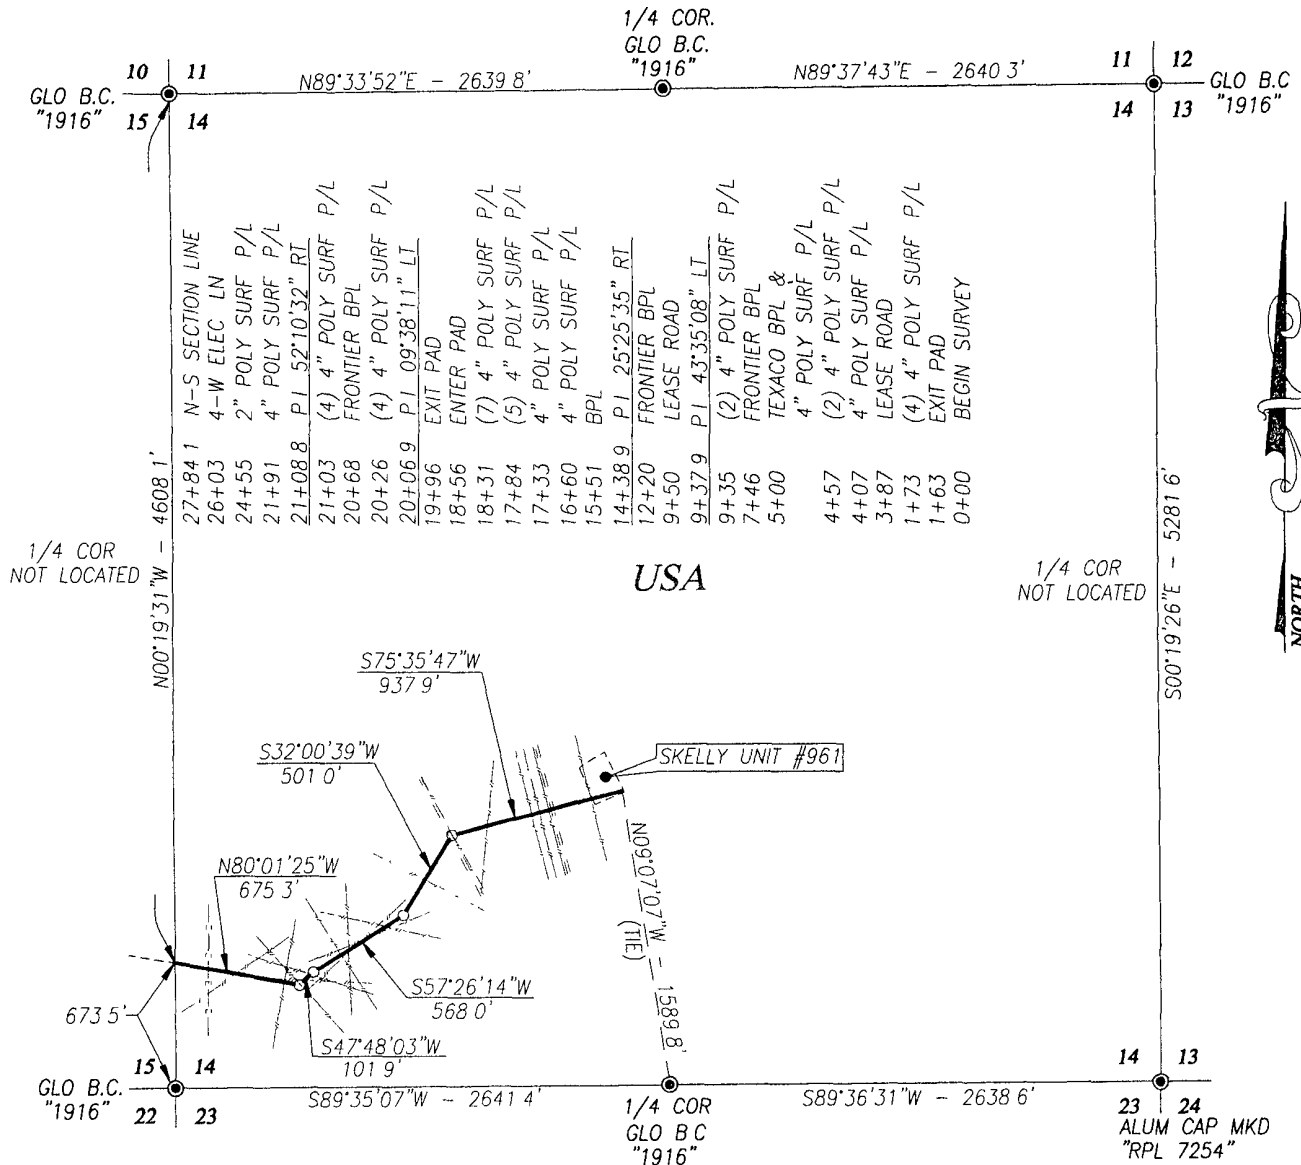 1/4 COR.
GLO B.C.
"1916"
10 11
N89°33'52"E - 2639 8'
N89°37'43"E - 2640 3'
11 12
GLO B.C.
"1916"
15 14
14 13
GLO B.C
"1916"
27+84 1 N-S SECTION LINE
26+03 4-W ELEC LN
24+55 2" POLY SURF P/L
21+91 4" POLY SURF P/L
21+08 8 PI 52°10'32" RT
21+03 (4) 4" POLY SURF P/L
20+68 FRONTIER BPL
20+26 (4) 4" POLY SURF P/L
20+06 9 PI 09°38'11" LT
19+96 EXIT PAD
18+56 ENTER PAD
18+31 (7) 4" POLY SURF P/L
17+84 (5) 4" POLY SURF P/L
17+33 4" POLY SURF P/L
16+60 4" POLY SURF P/L
15+51 BPL
14+38 9 PI 25°25'35" RT
12+20 FRONTIER BPL
9+50 LEASE ROAD
9+37 9 PI 43°35'08" LT
9+35 (2) 4" POLY SURF P/L
7+46 FRONTIER BPL
5+00 TEXACO BPL &
4" POLY SURF P/L
4+57 (2) 4" POLY SURF P/L
4+07 4" POLY SURF P/L
3+87 LEASE ROAD
1+73 (4) 4" POLY SURF P/L
1+63 EXIT PAD
0+00 BEGIN SURVEY
N00°19'31"W - 4608 1'
1/4 COR
NOT LOCATED
USA
1/4 COR
NOT LOCATED
S00°19'26"E - 5281 6'
NORTH
S75°35'47"W
937 9'
S32°00'39"W
501 0'
SKELLY UNIT #961
N80°01'25"W
675 3'
N09°07'07"W - 1589.8'
(TIE)
S57°26'14"W
568 0'
673 5'
S47°48'03"W
101 9'
15 14
14 13
GLO B.C.
"1916"
22 23
S89°35'07"W - 2641 4'
1/4 COR
GLO B C
"1916"
S89°36'31"W - 2638 6'
23 24
ALUM CAP MKD
"RPL 7254"